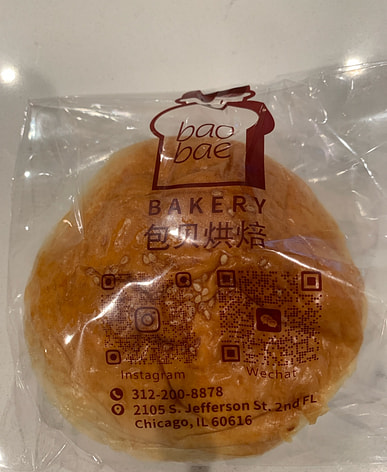 bao
bae
BAKERY
包贝烘焙
Instagram Wechat
312-200-8878
2105 S. Jefferson St. 2nd FL
Chicago, IL 60616